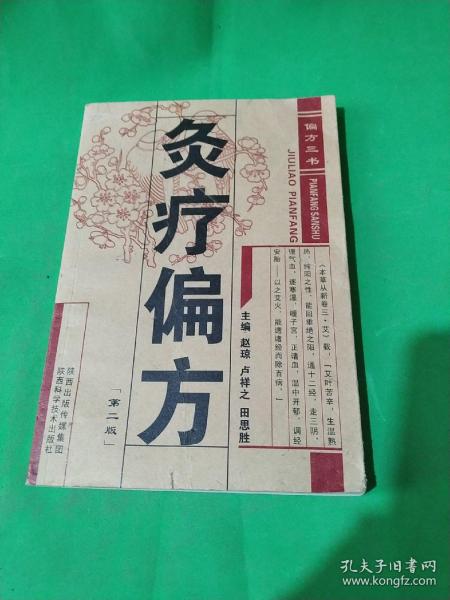 偏方三书
PIANFANG SANSHU
JIULIAO PIANFANG
灸疗偏方
「第二版」
《本草从新卷三·艾》载：「艾叶苦辛，生温熟
热，纯阳之性，能回垂绝之阳，通十二经，走三阴，
理气血，逐寒湿，暖子宫，正诸血，温中开郁，调经
安胎……以之艾火，能透诸经而除百病。」
主编 赵琼 卢祥之 田思胜
陕西出版传媒集团
陕西科学技术出版社
孔夫子旧书网
www.kongfz.com